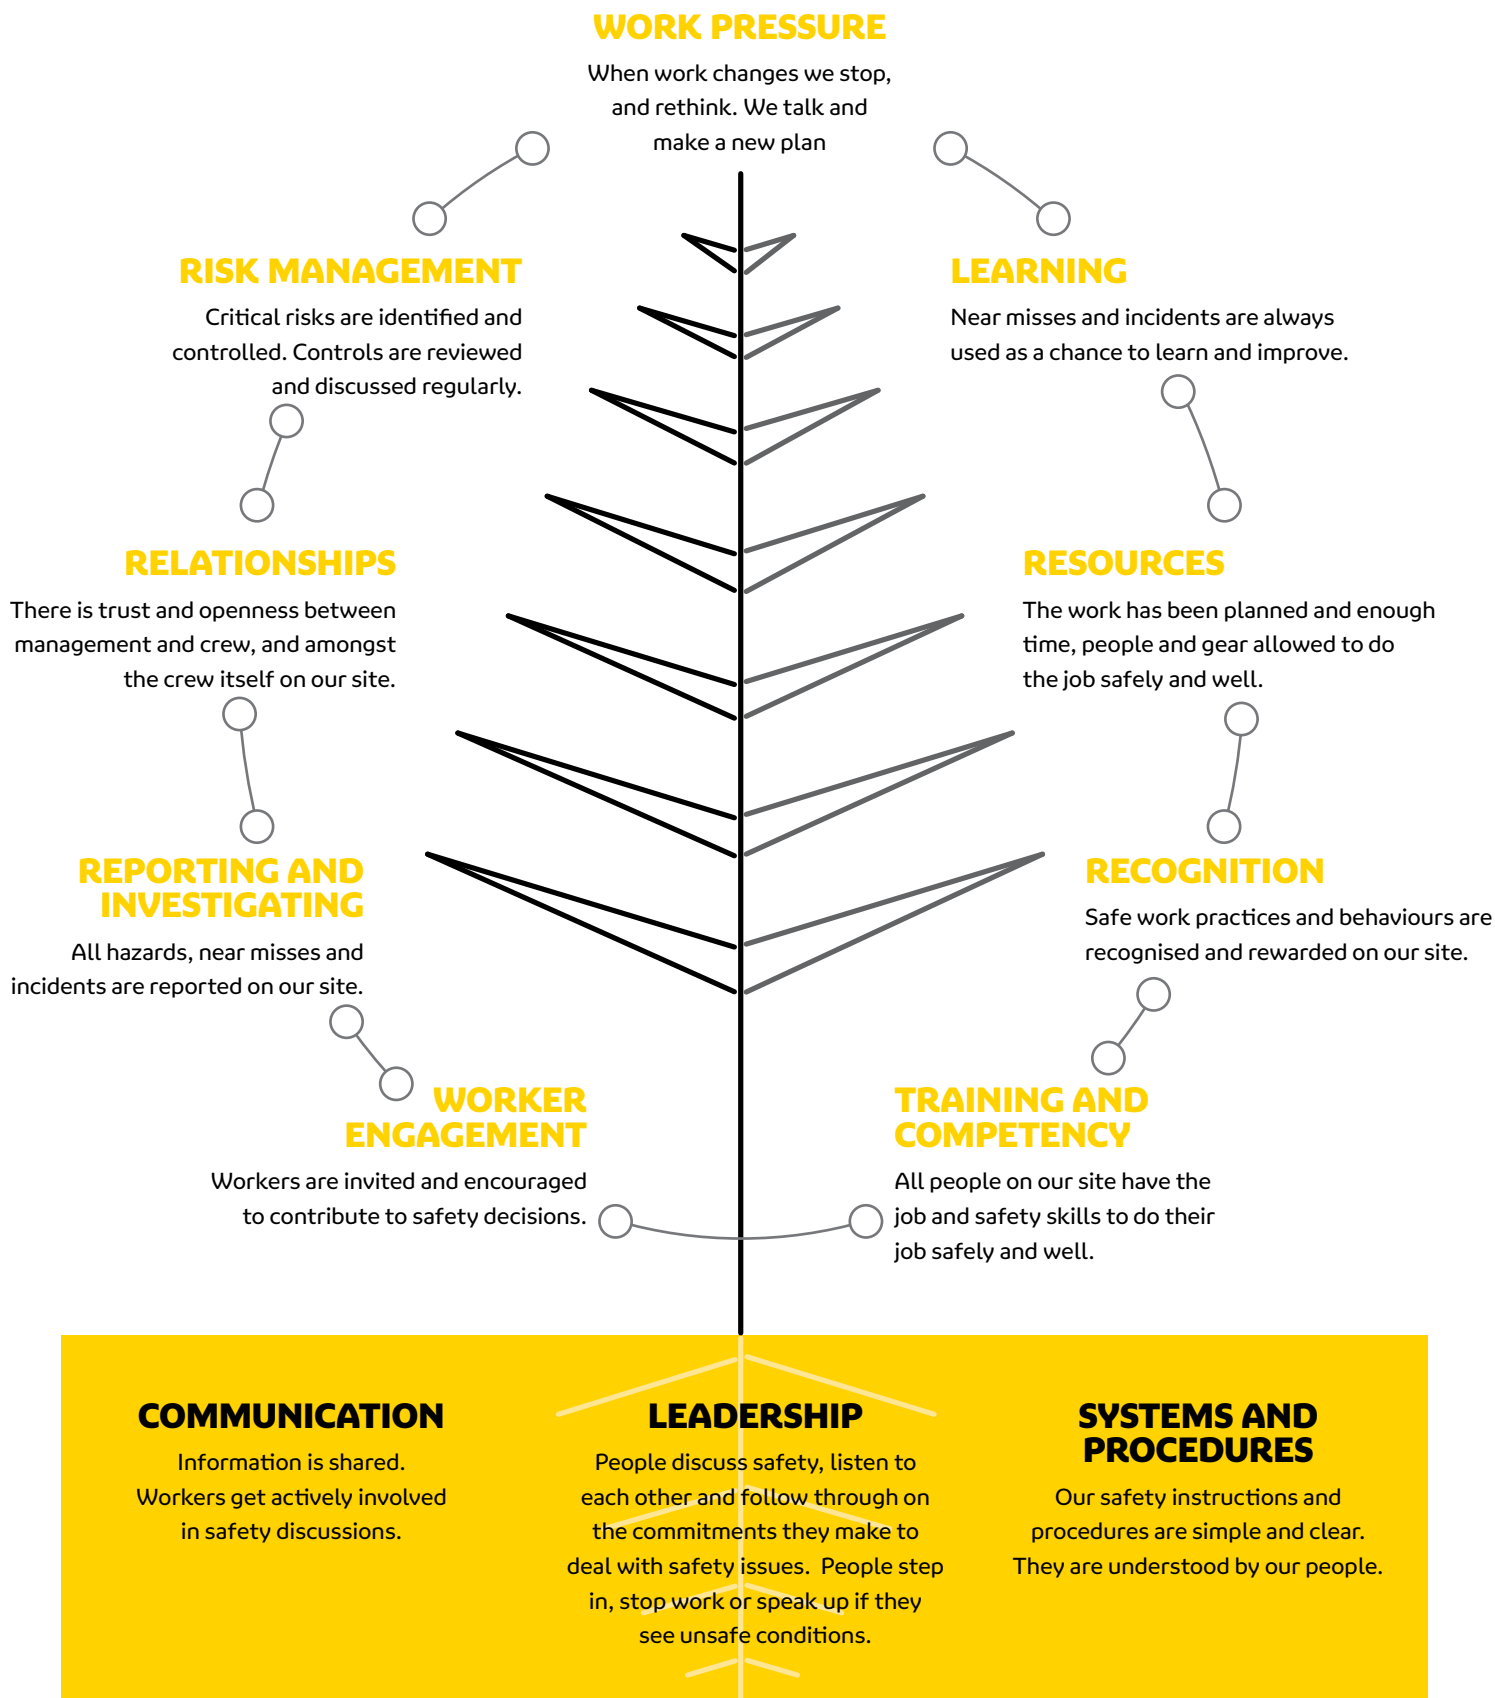 WORK PRESSURE
When work changes we stop,
and rethink. We talk and
make a new plan
RISK MANAGEMENT
Critical risks are identified and
controlled. Controls are reviewed
and discussed regularly.
LEARNING
Near misses and incidents are always
used as a chance to learn and improve.
RELATIONSHIPS
There is trust and openness between
management and crew, and amongst
the crew itself on our site.
RESOURCES
The work has been planned and enough
time, people and gear allowed to do
the job safely and well.
REPORTING AND
INVESTIGATING
All hazards, near misses and
incidents are reported on our site.
RECOGNITION
Safe work practices and behaviours are
recognised and rewarded on our site.
WORKER
ENGAGEMENT
Workers are invited and encouraged
to contribute to safety decisions.
TRAINING AND
COMPETENCY
All people on our site have the
job and safety skills to do their
job safely and well.
COMMUNICATION
Information is shared.
Workers get actively involved
in safety discussions.
LEADERSHIP
People discuss safety, listen to
each other and follow through on
the commitments they make to
deal with safety issues.  People step
in, stop work or speak up if they
see unsafe conditions.
SYSTEMS AND
PROCEDURES
Our safety instructions and
procedures are simple and clear.
They are understood by our people.